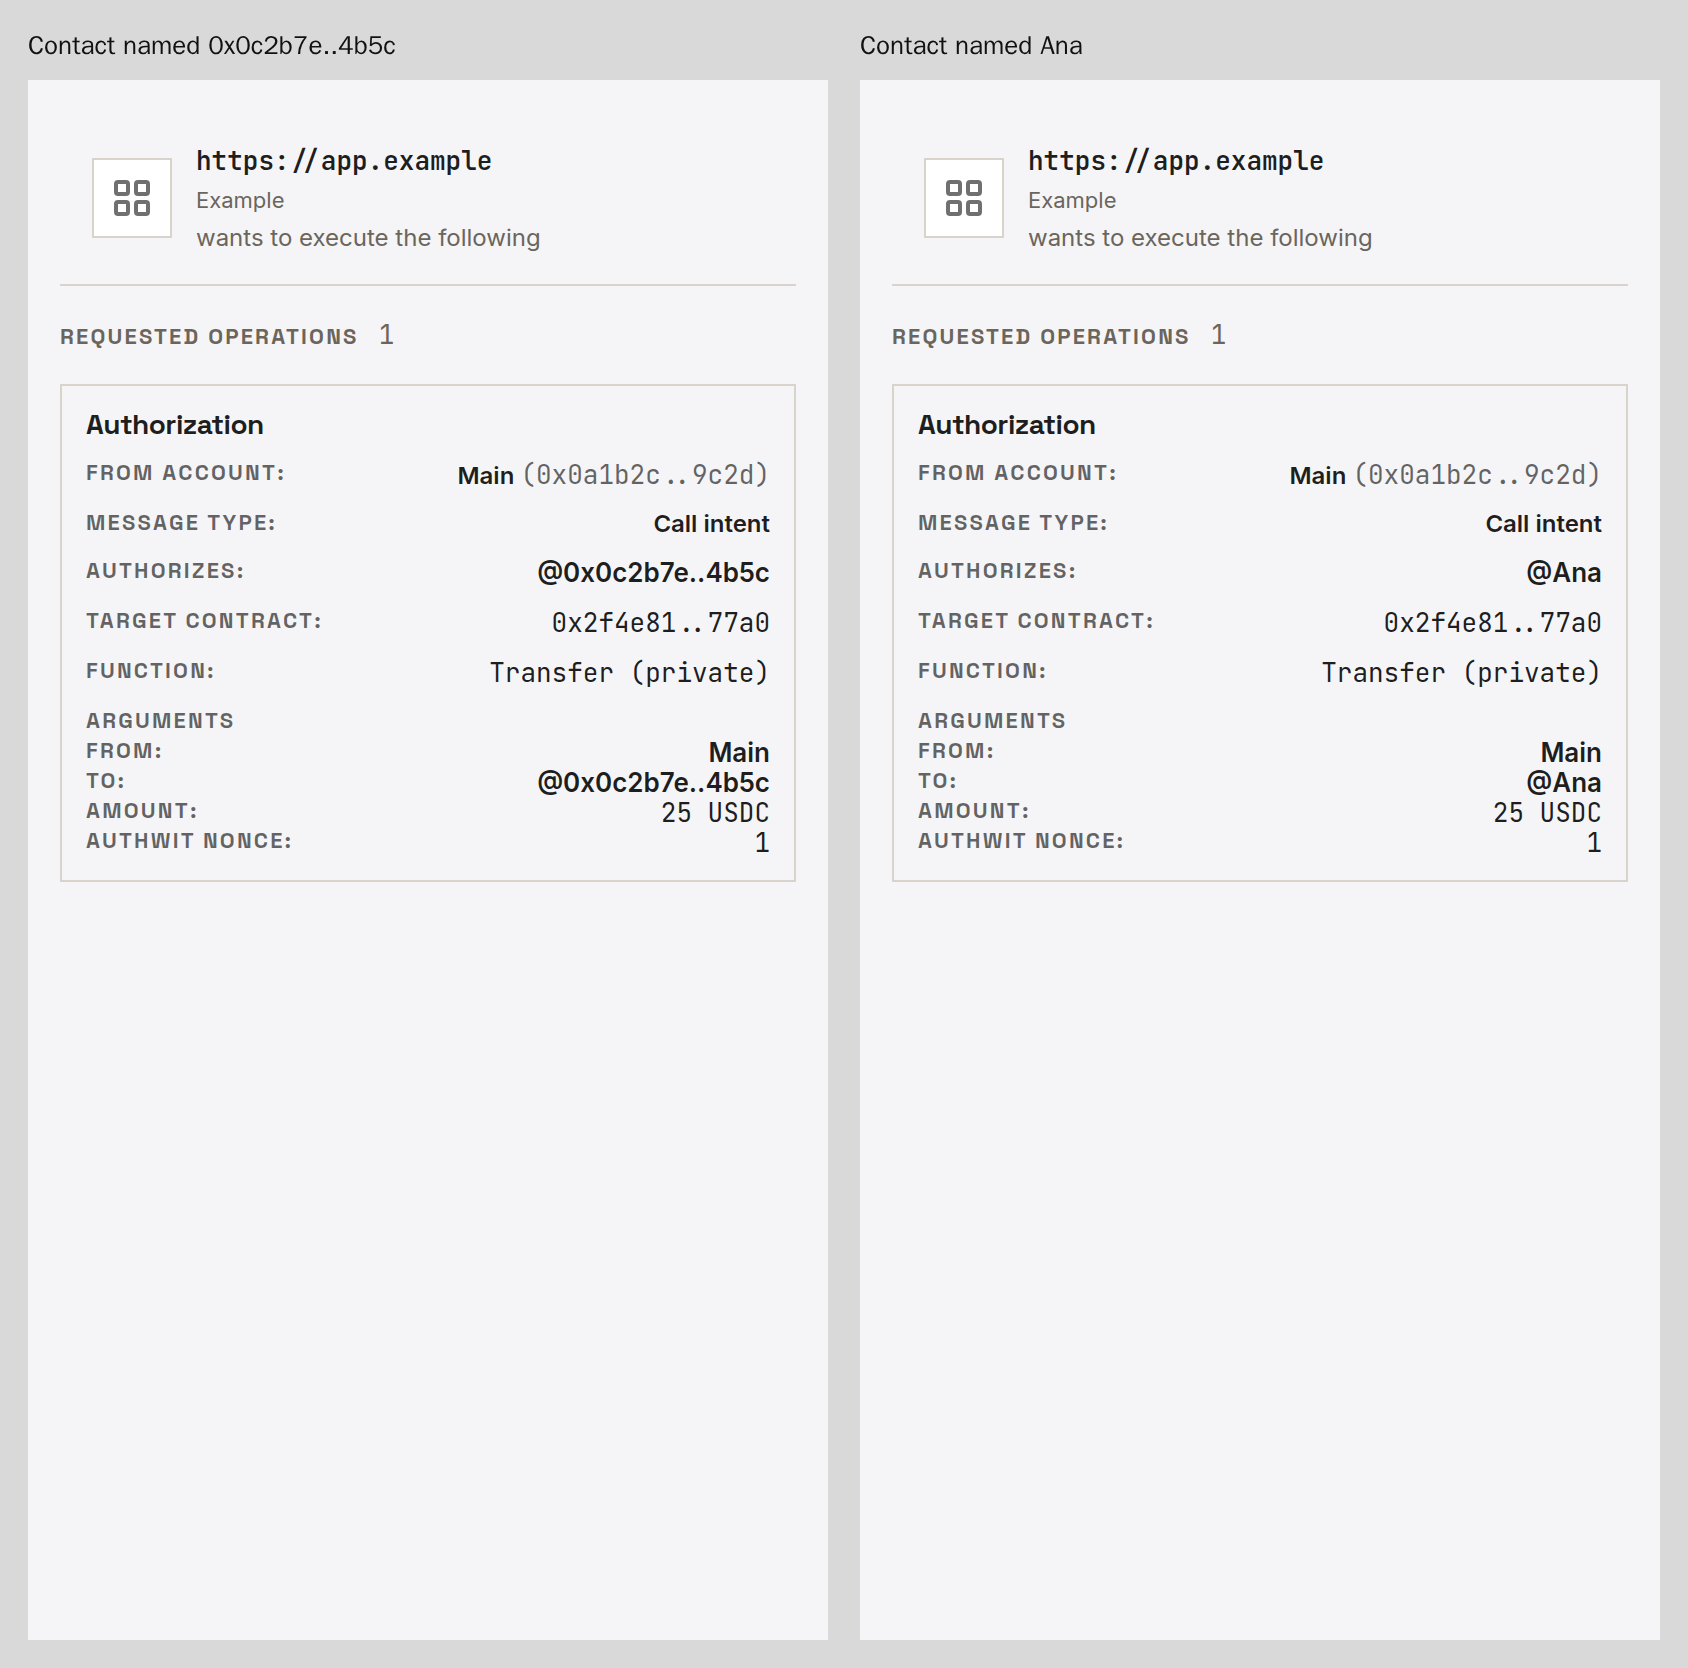 Contact named 0x0c2b7e..4b5c
https://app.example
Example
wants to execute the following
REQUESTED OPERATIONS 1
Authorization
FROM ACCOUNT: Main (0x0a1b2c..9c2d)
MESSAGE TYPE: Call intent
AUTHORIZES: @0x0c2b7e..4b5c
TARGET CONTRACT: 0x2f4e81..77a0
FUNCTION: Transfer (private)
ARGUMENTS
FROM: Main
TO: @0x0c2b7e..4b5c
AMOUNT: 25 USDC
AUTHWIT NONCE: 1
Contact named Ana
https://app.example
Example
wants to execute the following
REQUESTED OPERATIONS 1
Authorization
FROM ACCOUNT: Main (0x0a1b2c..9c2d)
MESSAGE TYPE: Call intent
AUTHORIZES: @Ana
TARGET CONTRACT: 0x2f4e81..77a0
FUNCTION: Transfer (private)
ARGUMENTS
FROM: Main
TO: @Ana
AMOUNT: 25 USDC
AUTHWIT NONCE: 1